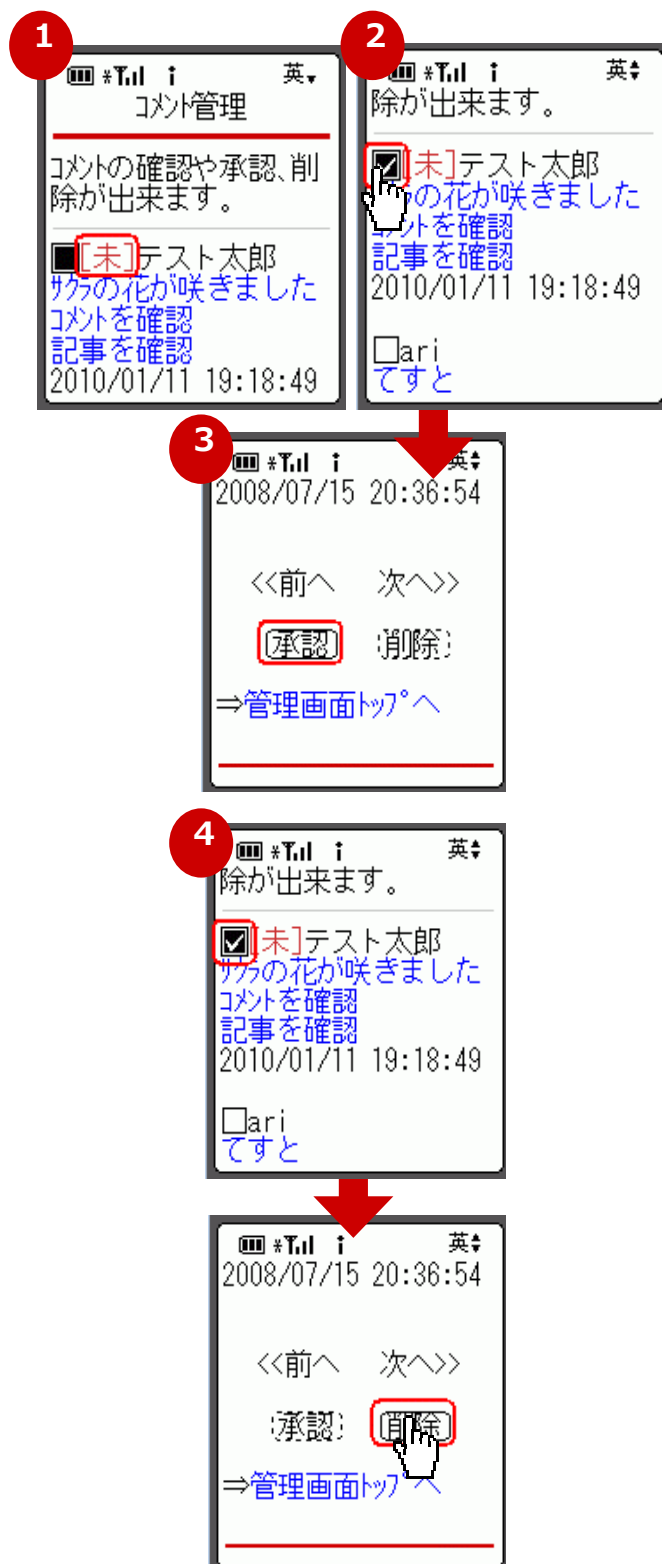 1
英
コメント管理
コメントの確認や承認、削
除が出来ます。
[未]テスト太郎
サクラの花が咲きました
コメントを確認
記事を確認
2010/01/11 19:18:49
2
英
除が出来ます。
[未]テスト太郎
の花が咲きました
コメントを確認
記事を確認
2010/01/11 19:18:49
□ari
てすと
3
英
2008/07/15 20:36:54
<<前へ 次へ>>
承認 削除
⇒管理画面トップへ
4
英
除が出来ます。
[未]テスト太郎
サクラの花が咲きました
コメントを確認
記事を確認
2010/01/11 19:18:49
□ari
てすと
英
2008/07/15 20:36:54
<<前へ 次へ>>
承認 削除
⇒管理画面トップへ